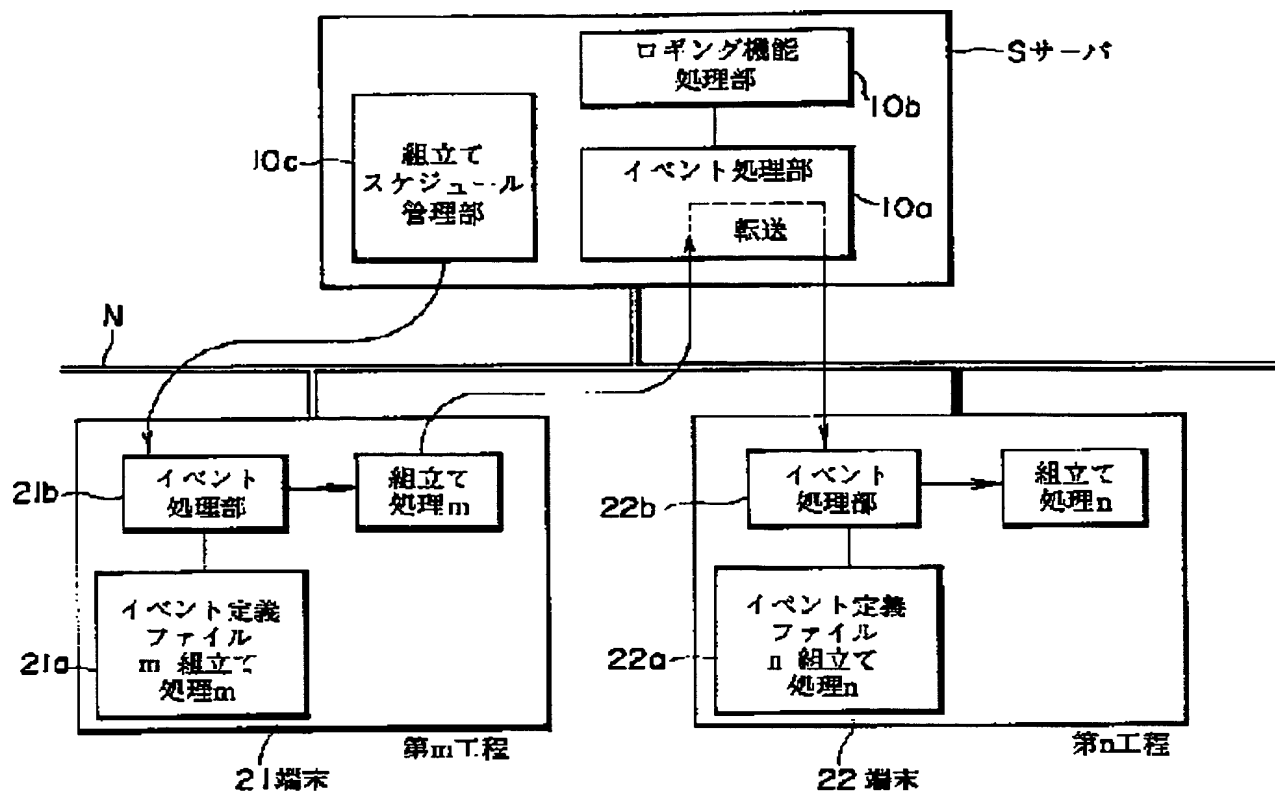 ロギング機能
処理部
Sサーバ
10b
組立て
スケジュール
管理部
10c
イベント処理部
転送
10a
N
イベント
処理部
21b
組立て
処理m
イベント定義
ファイル
m 組立て
処理m
21a
21端末
第m工程
イベント
処理部
22b
組立て
処理n
イベント定義
ファイル
n 組立て
処理n
22a
22 端末
第n工程